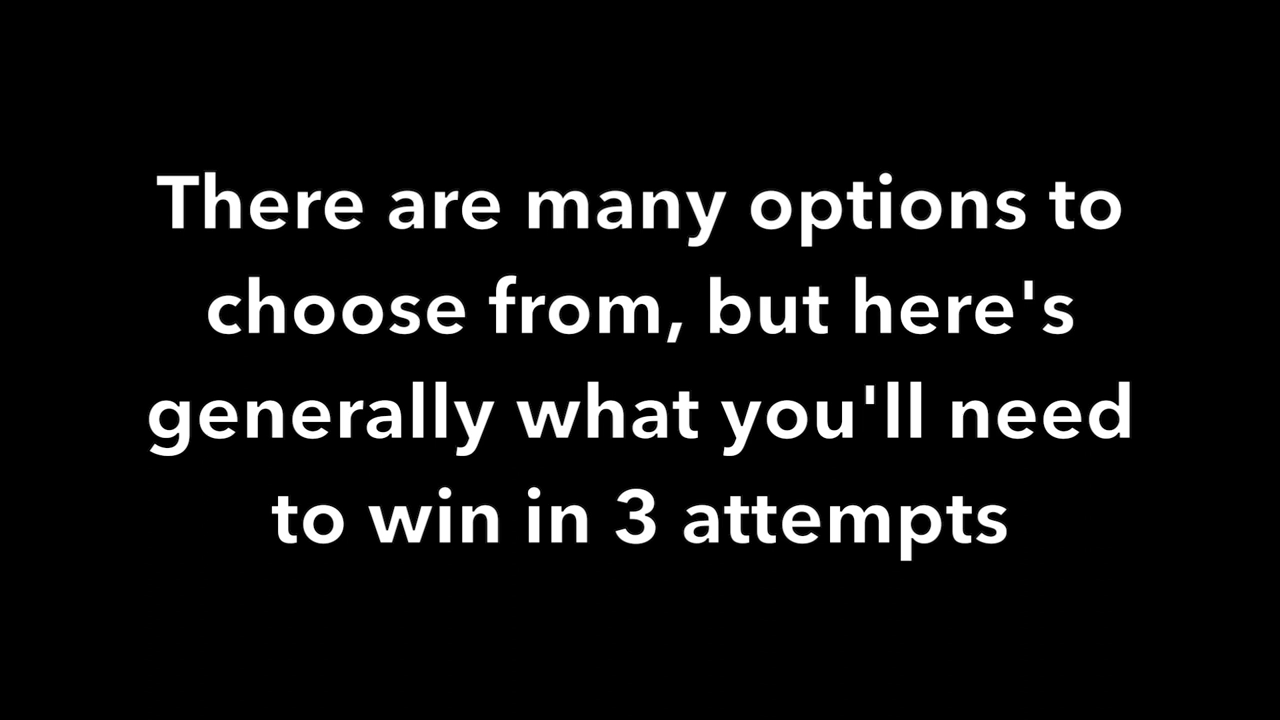 There are many options to
choose from, but here's
generally what you'll need
to win in 3 attempts